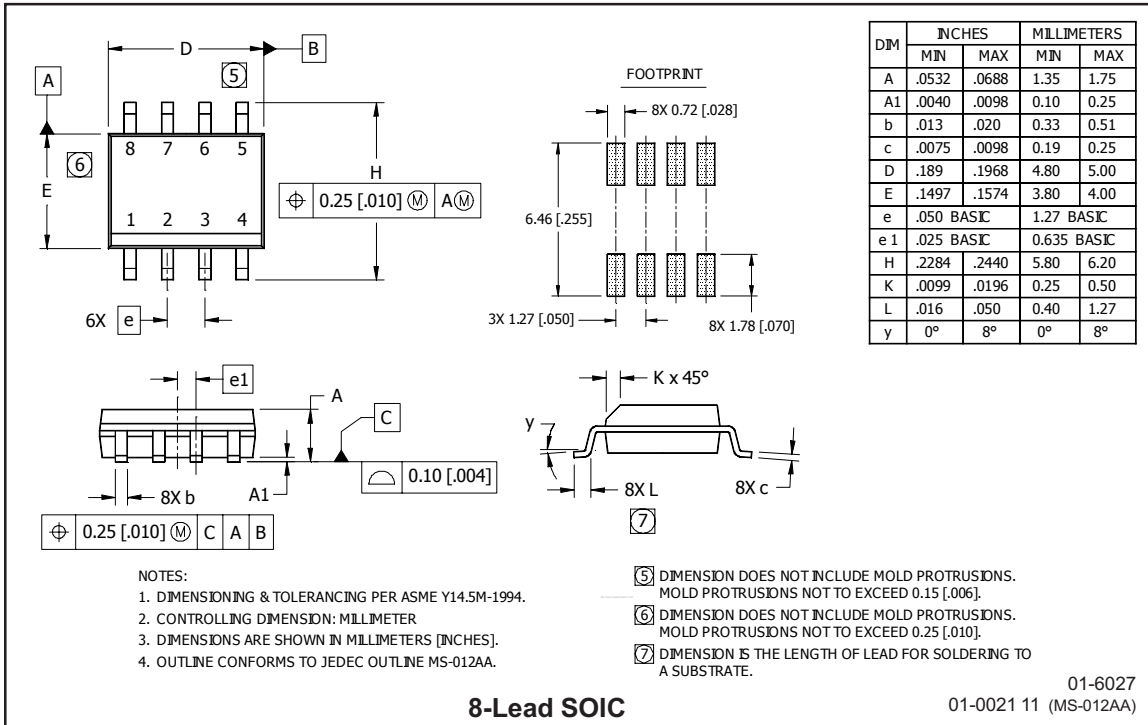 D
B
5
A
8 7 6 5
6
E
H
⌖ 0.25 [.010] Ⓜ A Ⓜ
1 2 3 4
6X e
FOOTPRINT
8X 0.72 [.028]
6.46 [.255]
3X 1.27 [.050]
8X 1.78 [.070]
DIM INCHES MILLIMETERS
MIN MAX MIN MAX
A .0532 .0688 1.35 1.75
A1 .0040 .0098 0.10 0.25
b .013 .020 0.33 0.51
c .0075 .0098 0.19 0.25
D .189 .1968 4.80 5.00
E .1497 .1574 3.80 4.00
e .050 BASIC 1.27 BASIC
e 1 .025 BASIC 0.635 BASIC
H .2284 .2440 5.80 6.20
K .0099 .0196 0.25 0.50
L .016 .050 0.40 1.27
y 0° 8° 0° 8°
e1
A
C
⌓ 0.10 [.004]
8X b
A1
⌖ 0.25 [.010] Ⓜ C A B
K x 45°
y
8X L
7
8X c
NOTES:
1. DIMENSIONING & TOLERANCING PER ASME Y14.5M-1994.
2. CONTROLLING DIMENSION: MILLIMETER
3. DIMENSIONS ARE SHOWN IN MILLIMETERS [INCHES].
4. OUTLINE CONFORMS TO JEDEC OUTLINE MS-012AA.
5 DIMENSION DOES NOT INCLUDE MOLD PROTRUSIONS.
MOLD PROTRUSIONS NOT TO EXCEED 0.15 [.006].
6 DIMENSION DOES NOT INCLUDE MOLD PROTRUSIONS.
MOLD PROTRUSIONS NOT TO EXCEED 0.25 [.010].
7 DIMENSION IS THE LENGTH OF LEAD FOR SOLDERING TO
A SUBSTRATE.
8-Lead SOIC
01-6027
01-0021 11 (MS-012AA)